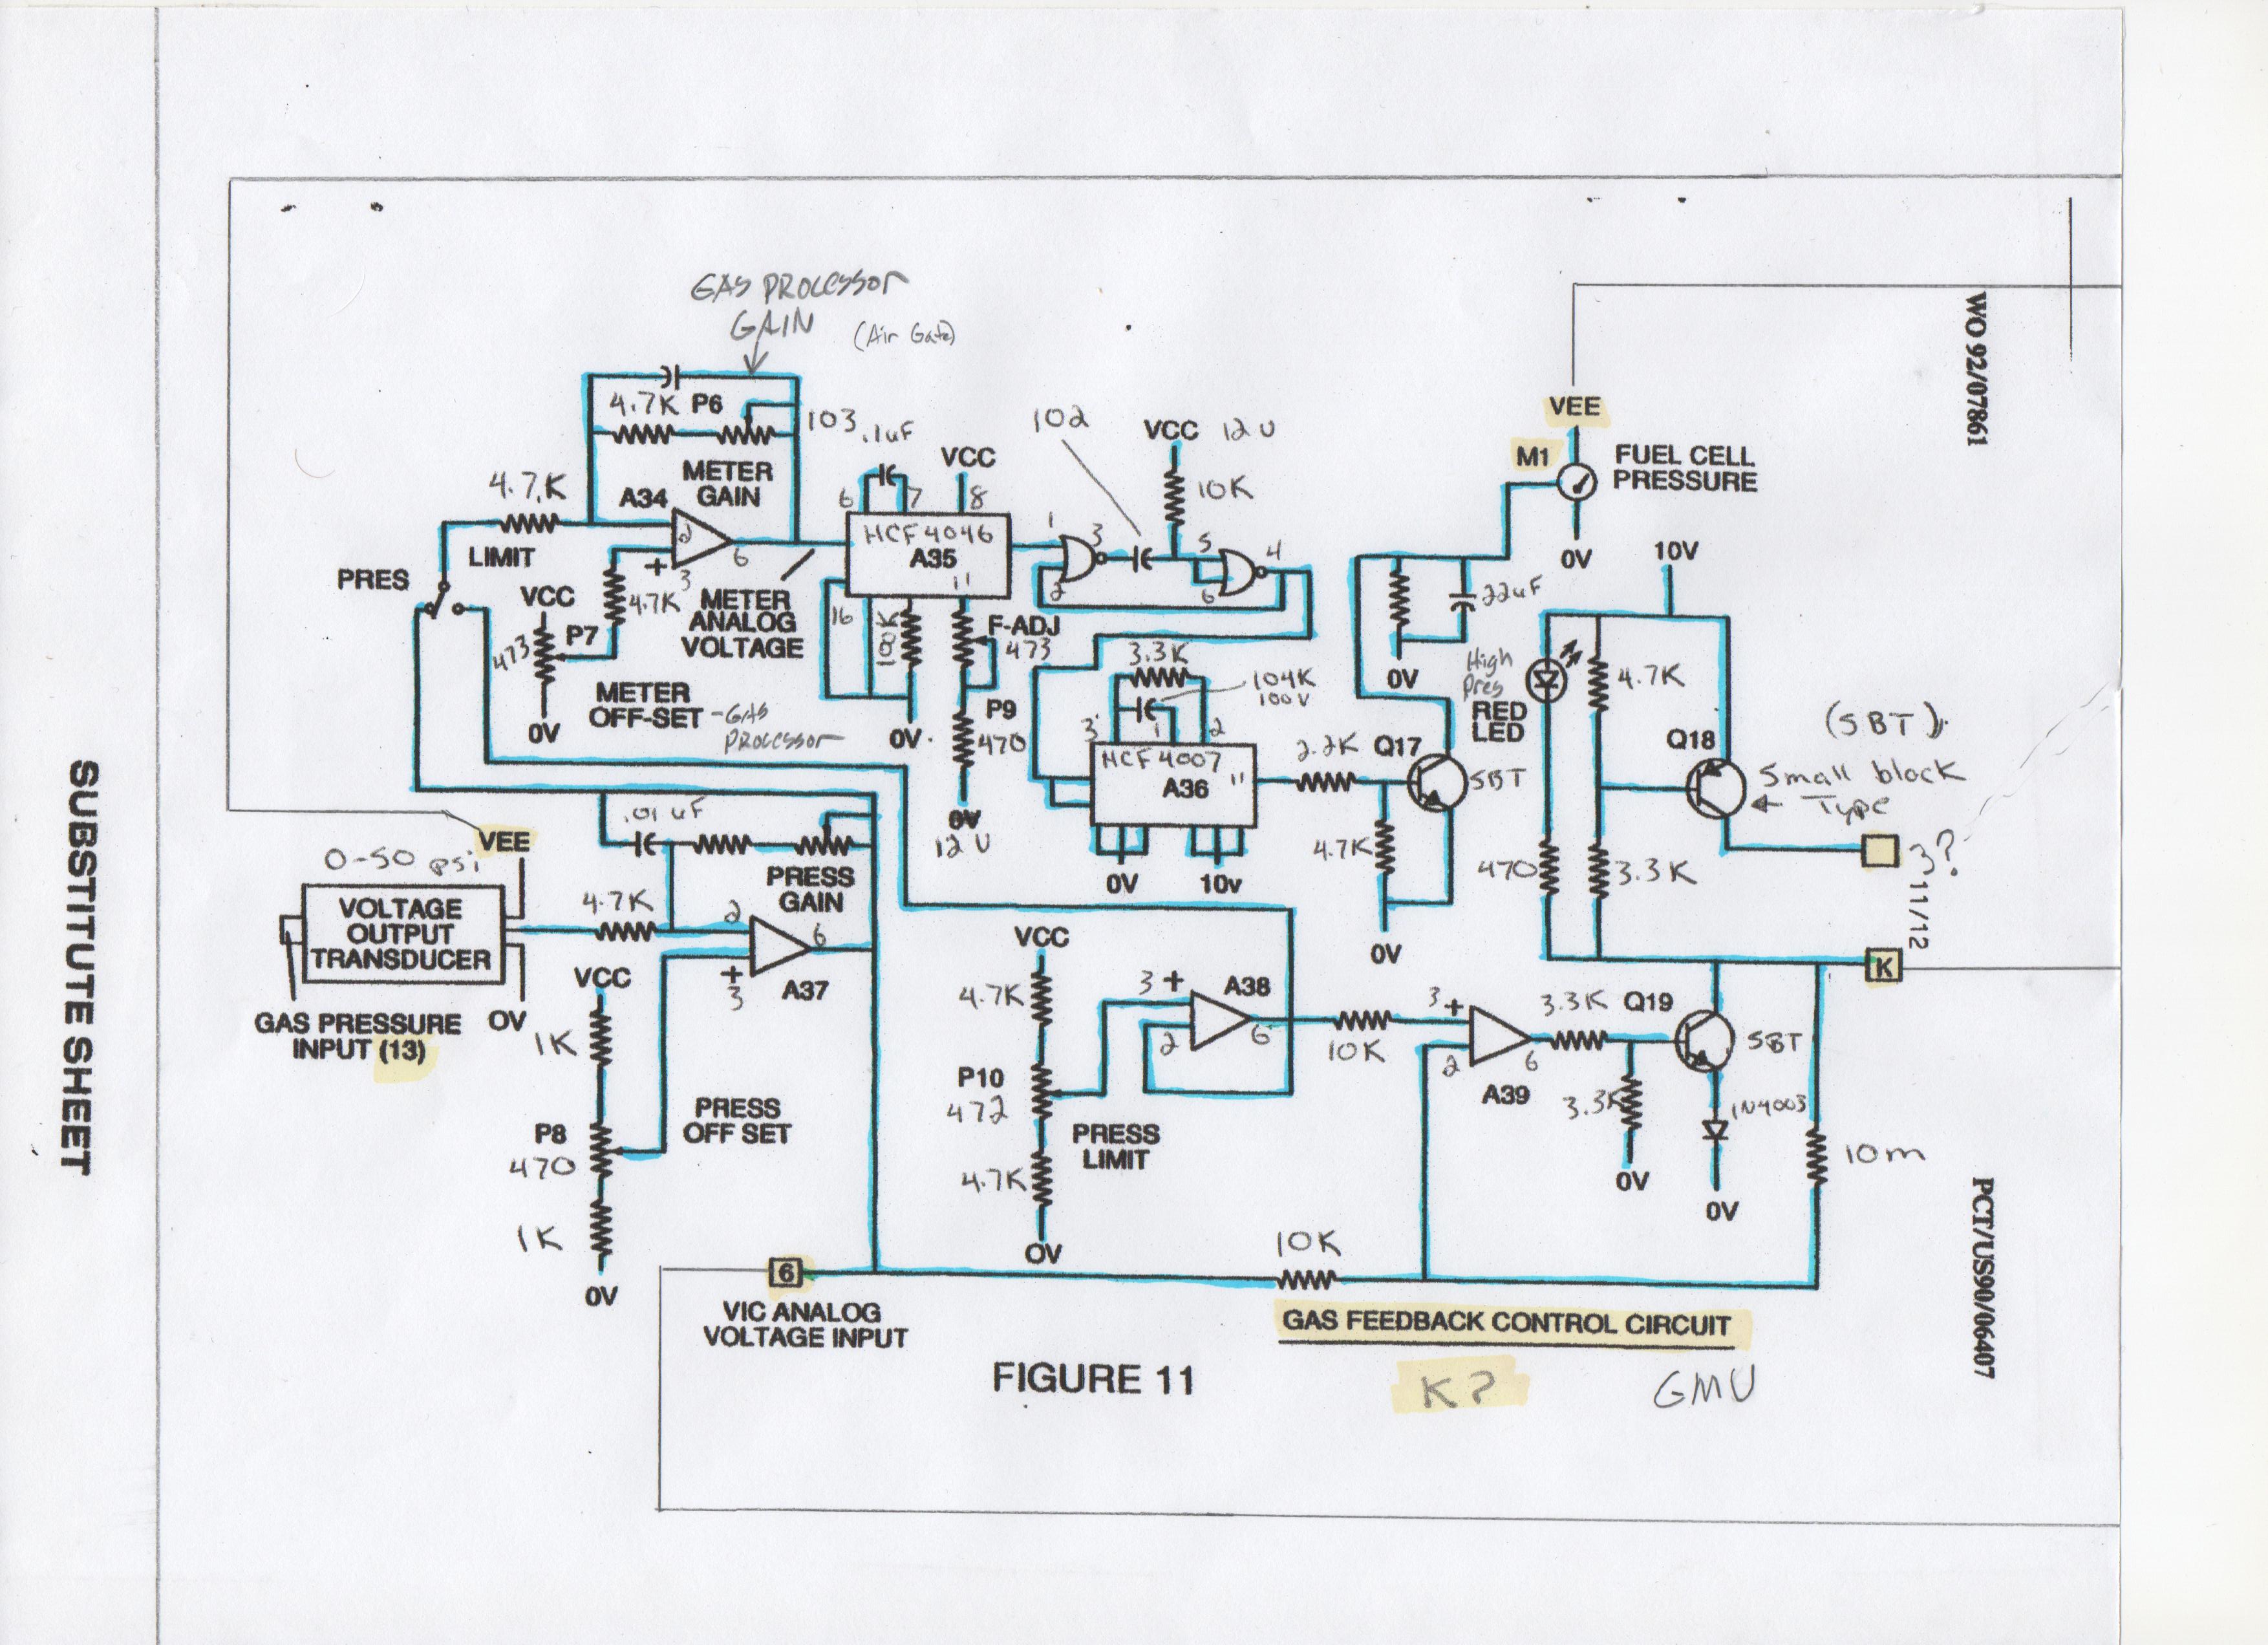 GAS PROCESSOR
GAIN
(Air Gate)
4.7K
P6
103
METER
GAIN
4.7K
LIMIT
PRES
A34
2
3
+
6
VCC
473
P7
4.7K
0V
METER
OFF-SET
-GAS
PROCESSOR
METER
ANALOG
VOLTAGE
.1uF
6
7
VCC
8
HCF 4046
A35
16
11
100K
0V.
F-ADJ
473
P9
470
0V
12 V
102
1
2
3
VCC
12 V
10K
5
6
4
3.3K
104K
100V
3
1
2
HCF 4007
A36
11
0V
10v
2.2K
Q17
SBT
4.7K
0V
22uF
0V
VEE
M1
FUEL CELL
PRESSURE
0V
10V
High
Pres
RED
LED
4.7K
470
3.3K
Q18
(SBT)
Small block
Type
3?
11/12
K
WO 92/07861
PCT/US90/06407
SUBSTITUTE SHEET
VEE
0-50 psi
VOLTAGE
OUTPUT
TRANSDUCER
GAS PRESSURE
INPUT (13)
0V
.01 uF
PRESS
GAIN
4.7K
2
3
+
6
A37
VCC
1K
P8
470
1K
0V
PRESS
OFF SET
VCC
4.7K
P10
472
4.7K
0V
PRESS
LIMIT
3
+
2
A38
6
10K
3
+
2
6
A39
3.3K
Q19
SBT
3.3K
0V
1N4003
0V
10m
10K
6
VIC ANALOG
VOLTAGE INPUT
GAS FEEDBACK CONTROL CIRCUIT
FIGURE 11
K?
GMU